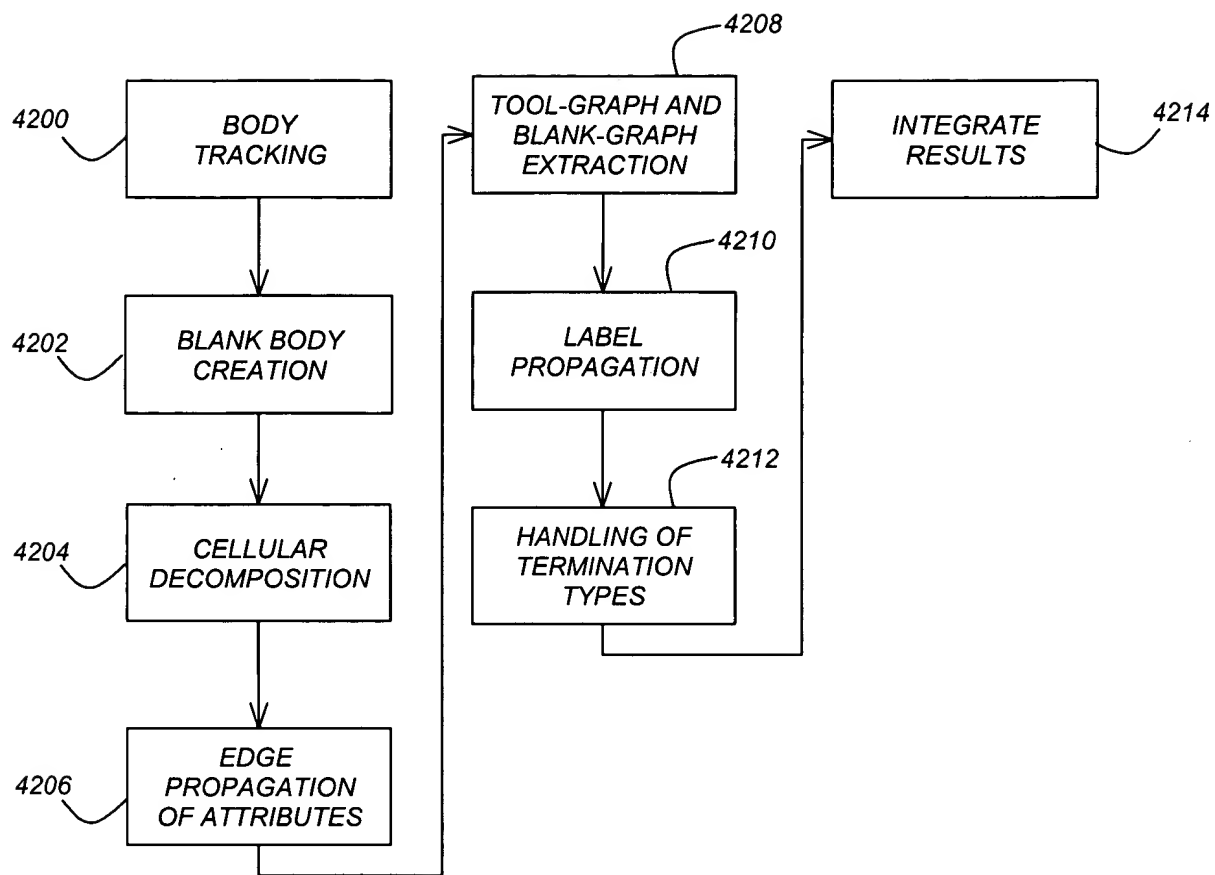 4200
BODY
TRACKING
4202
BLANK BODY
CREATION
4204
CELLULAR
DECOMPOSITION
4206
EDGE
PROPAGATION
OF ATTRIBUTES
4208
TOOL-GRAPH AND
BLANK-GRAPH
EXTRACTION
4210
LABEL
PROPAGATION
4212
HANDLING OF
TERMINATION
TYPES
4214
INTEGRATE
RESULTS